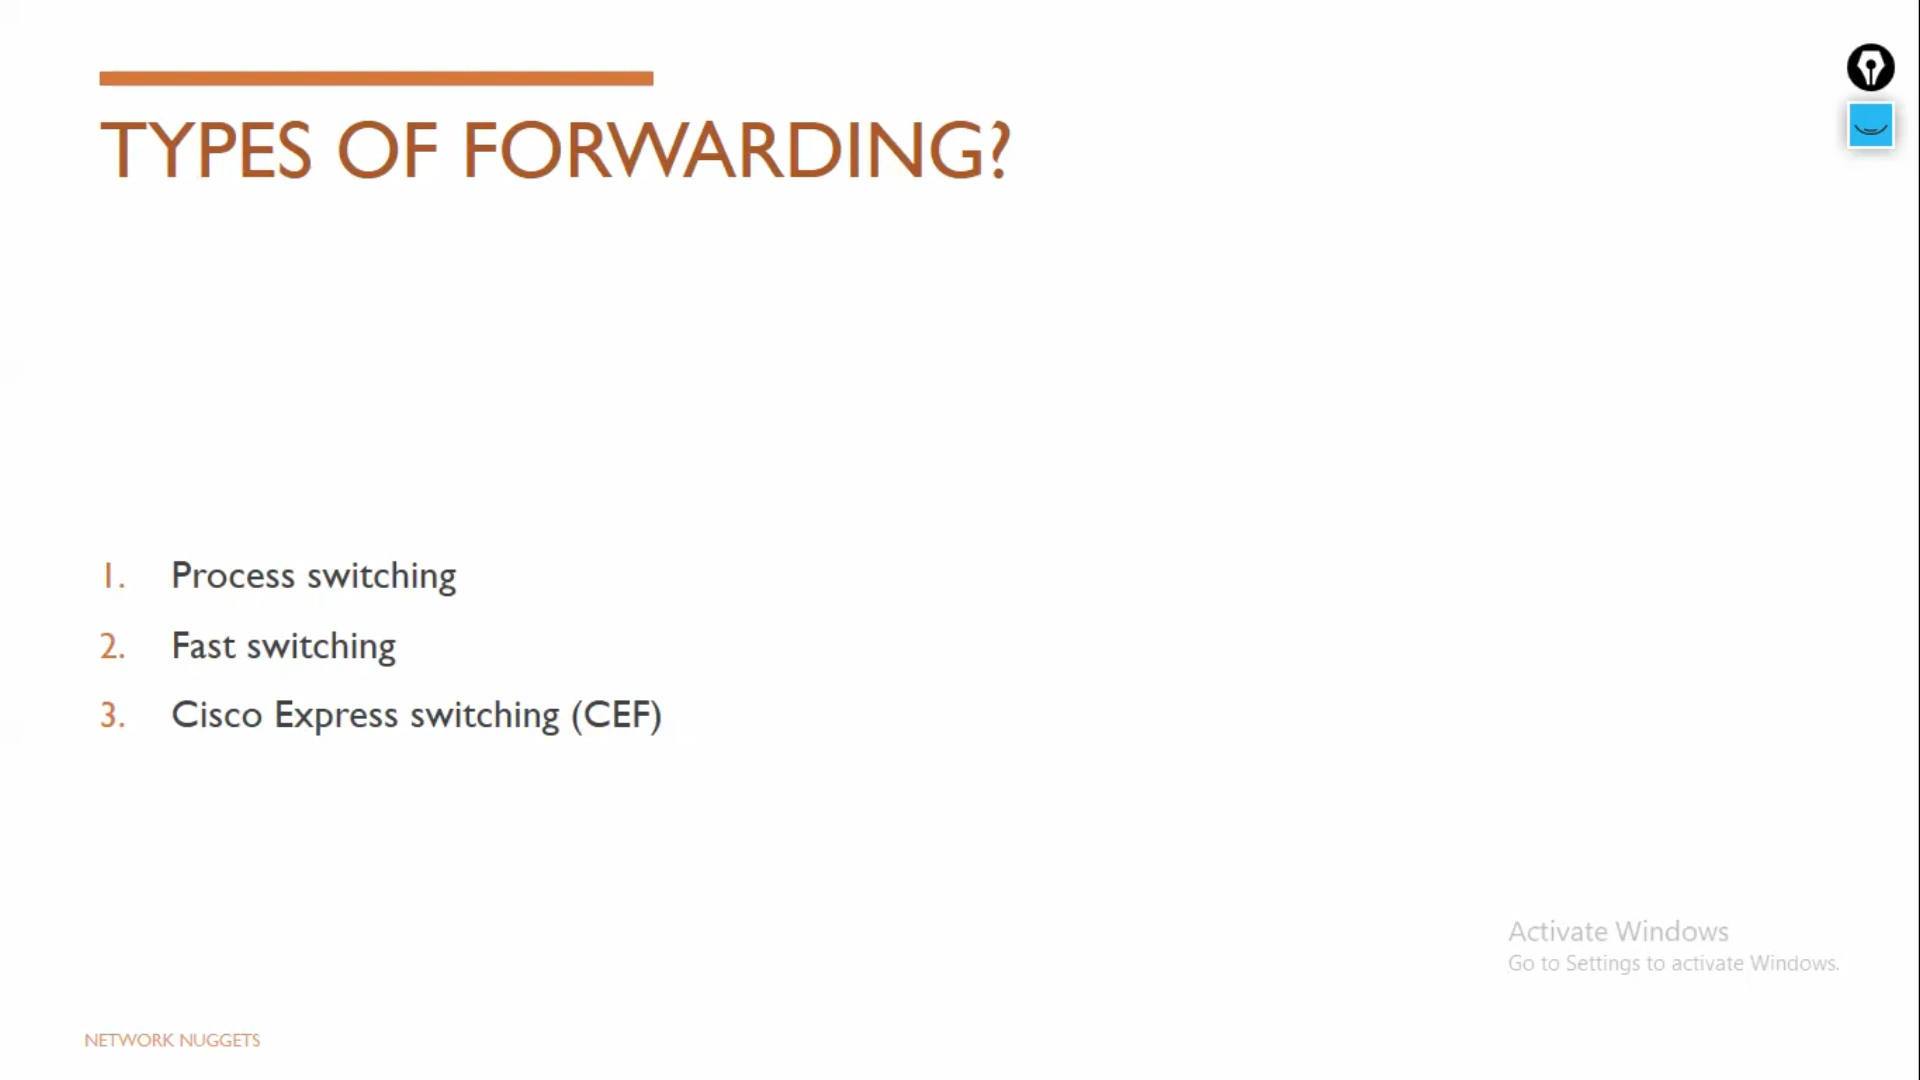 TYPES OF FORWARDING?
1. Process switching
2. Fast switching
3. Cisco Express switching (CEF)
Activate Windows
Go to Settings to activate Windows.
NETWORK NUGGETS